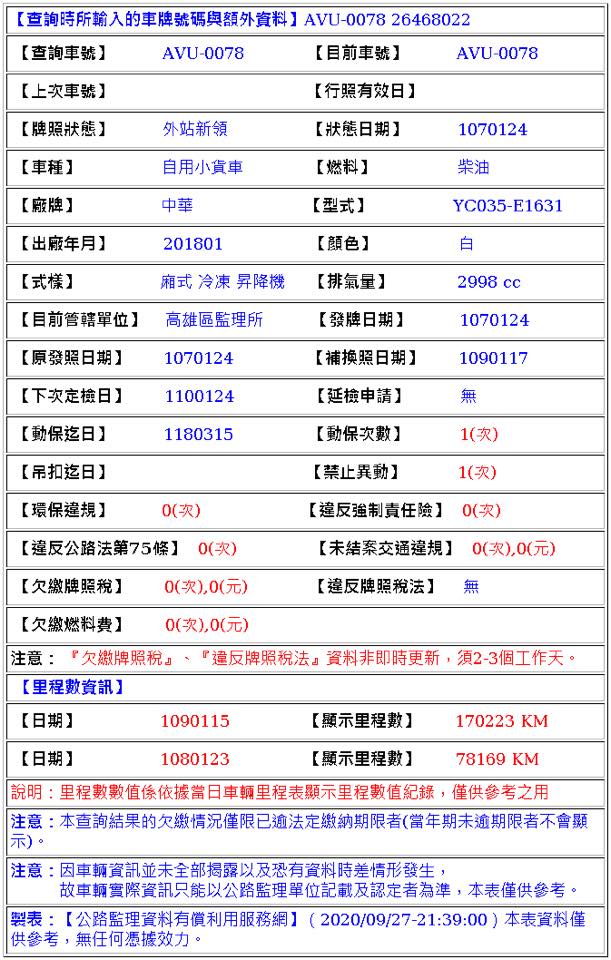 【查詢時所輸入的車牌號碼與額外資料】AVU-0078 26468022
【查詢車號】 AVU-0078 【目前車號】 AVU-0078
【上次車號】 【行照有效日】
【牌照狀態】 外站新領 【狀態日期】 1070124
【車種】 自用小貨車 【燃料】 柴油
【廠牌】 中華 【型式】 YC035-E1631
【出廠年月】 201801 【顏色】 白
【式樣】 廂式 冷凍 昇降機 【排氣量】 2998 cc
【目前管轄單位】 高雄區監理所 【發牌日期】 1070124
【原發照日期】 1070124 【補換照日期】 1090117
【下次定檢日】 1100124 【延檢申請】 無
【動保迄日】 1180315 【動保次數】 1(次)
【吊扣迄日】 【禁止異動】 1(次)
【環保違規】 0(次) 【違反強制責任險】 0(次)
【違反公路法第75條】 0(次) 【未結案交通違規】 0(次),0(元)
【欠繳牌照稅】 0(次),0(元) 【違反牌照稅法】 無
【欠繳燃料費】 0(次),0(元)
注意：『欠繳牌照稅』、『違反牌照稅法』資料非即時更新，須2-3個工作天。
【里程數資訊】
【日期】 1090115 【顯示里程數】 170223 KM
【日期】 1080123 【顯示里程數】 78169 KM
說明：里程數數值係依據當日車輛里程表顯示里程數值紀錄，僅供參考之用
注意：本查詢結果的欠繳情況僅限已逾法定繳納期限者(當年期未逾期限者不會顯
示)。
注意：因車輛資訊並未全部揭露以及恐有資料時差情形發生，
故車輛實際資訊只能以公路監理單位記載及認定者為準，本表僅供參考。
製表：【公路監理資料有償利用服務網】（2020/09/27-21:39:00）本表資料僅
供參考，無任何憑據效力。